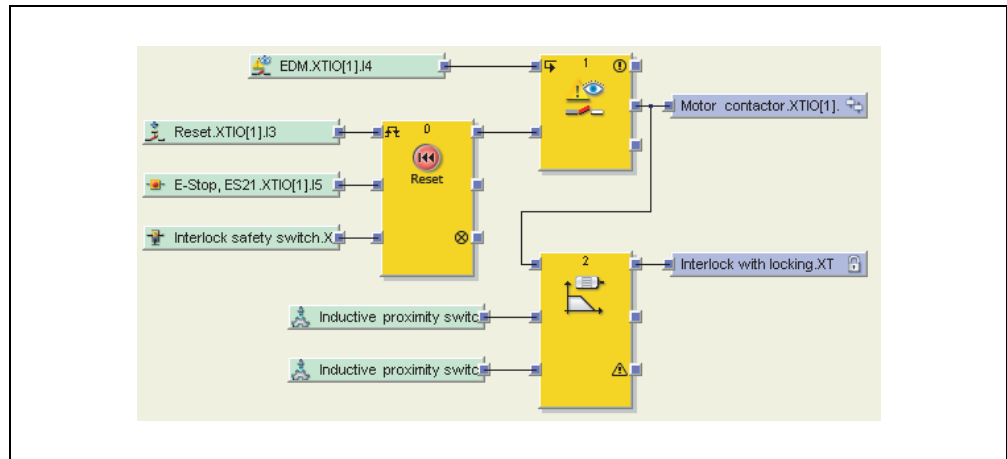 EDM.XTIO[1].I4
1
Motor contactor.XTIO[1].
Reset.XTIO[1].I3
0
Reset
E-Stop, ES21.XTIO[1].I5
Interlock safety switch.X
2
Interlock with locking.XT
Inductive proximity switc
Inductive proximity switc